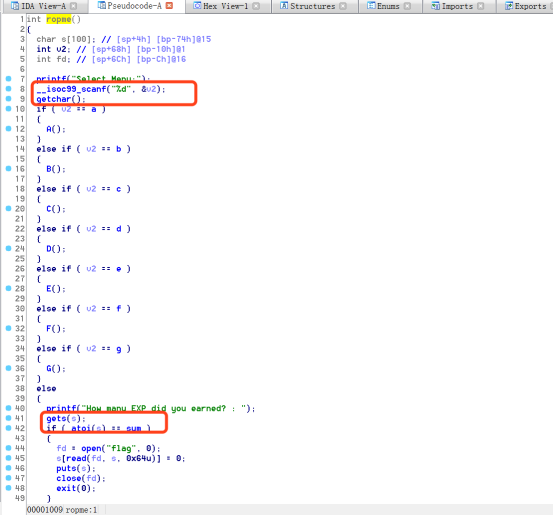 IDA View-A Pseudocode-A Hex View-1 Structures Enums Imports Exports
1 int ropme()
2 {
3 char s[100]; // [sp+4h] [bp-74h]@15
4 int v2; // [sp+68h] [bp-10h]@1
5 int fd; // [sp+6Ch] [bp-Ch]@16
6
7 printf("Select Menu:");
8 __isoc99_scanf("%d", &v2);
9 getchar();
10 if ( v2 == a )
11 {
12 A();
13 }
14 else if ( v2 == b )
15 {
16 B();
17 }
18 else if ( v2 == c )
19 {
20 C();
21 }
22 else if ( v2 == d )
23 {
24 D();
25 }
26 else if ( v2 == e )
27 {
28 E();
29 }
30 else if ( v2 == f )
31 {
32 F();
33 }
34 else if ( v2 == g )
35 {
36 G();
37 }
38 else
39 {
40 printf("How many EXP did you earned? : ");
41 gets(s);
42 if ( atoi(s) == sum )
43 {
44 fd = open("flag", 0);
45 s[read(fd, s, 0x64u)] = 0;
46 puts(s);
47 close(fd);
48 exit(0);
49 }
00001009 ropme:1